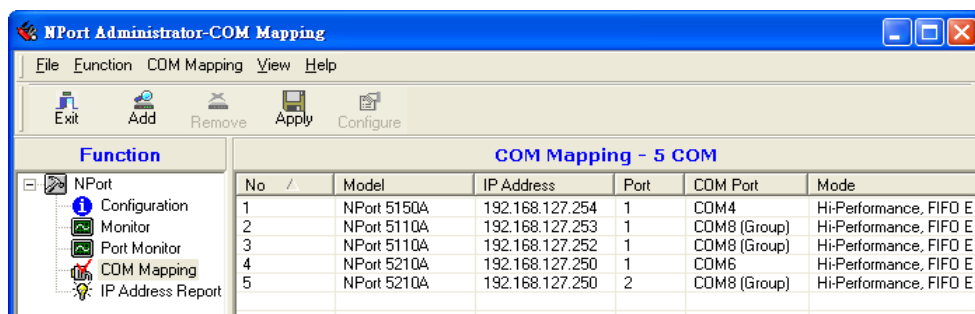 NPort Administrator-COM Mapping
File Function COM Mapping View Help
Exit Add Remove Apply Configure
Function
COM Mapping - 5 COM
NPort
Configuration
Monitor
Port Monitor
COM Mapping
IP Address Report
No Model IP Address Port COM Port Mode
1 NPort 5150A 192.168.127.254 1 COM4 Hi-Performance, FIFO E
2 NPort 5110A 192.168.127.253 1 COM8 (Group) Hi-Performance, FIFO E
3 NPort 5110A 192.168.127.252 1 COM8 (Group) Hi-Performance, FIFO E
4 NPort 5210A 192.168.127.250 1 COM6 Hi-Performance, FIFO E
5 NPort 5210A 192.168.127.250 2 COM8 (Group) Hi-Performance, FIFO E